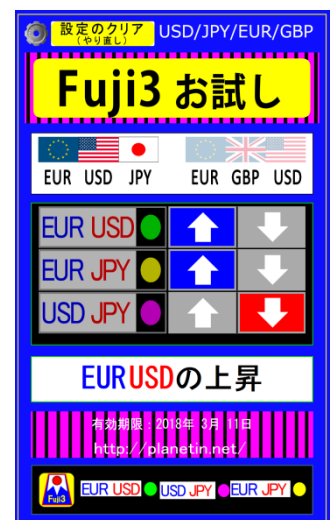 設定のクリア
(やり直し)
USD/JPY/EUR/GBP
Fuji3 お試し
EUR USD JPY EUR GBP USD
EUR USD
EUR JPY
USD JPY
EURUSDの上昇
有効期限：2018年 3月 11日
http://planetin.net/
Fuji3 EUR USD USD JPY EUR JPY